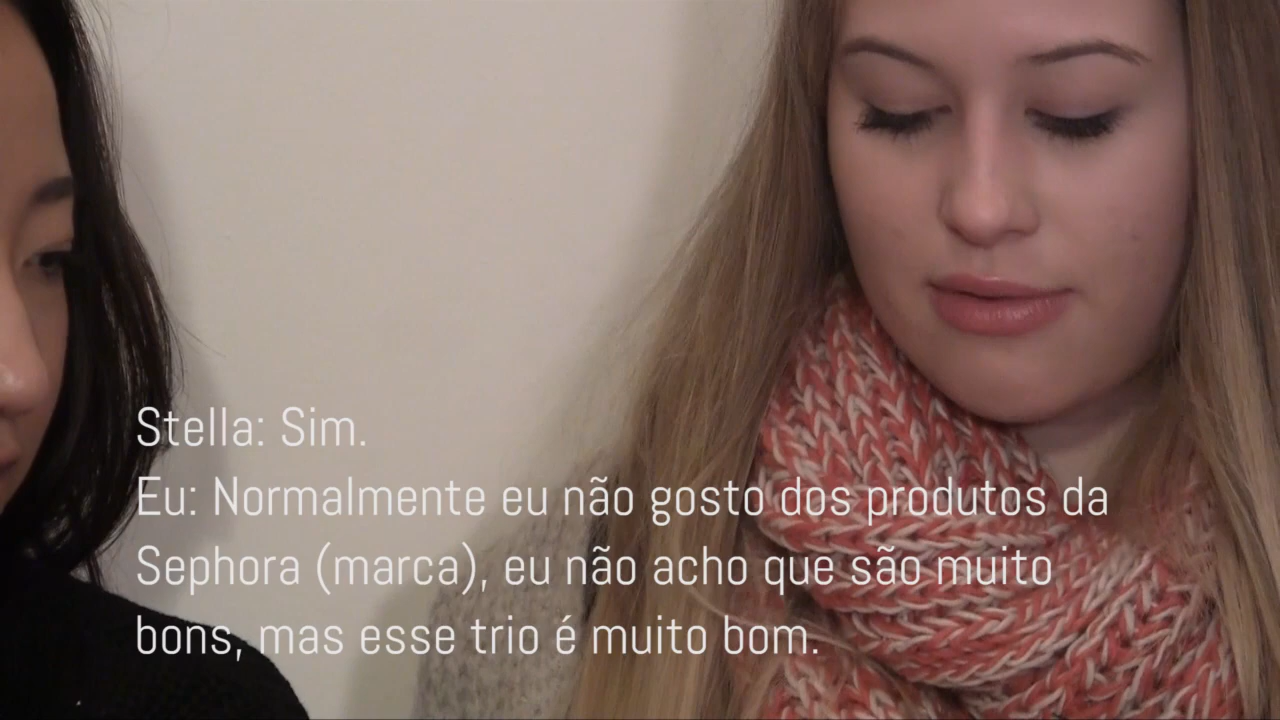 Stella: Sim.
Eu: Normalmente eu não gosto dos produtos da
Sephora (marca), eu não acho que são muito
bons, mas esse trio é muito bom.